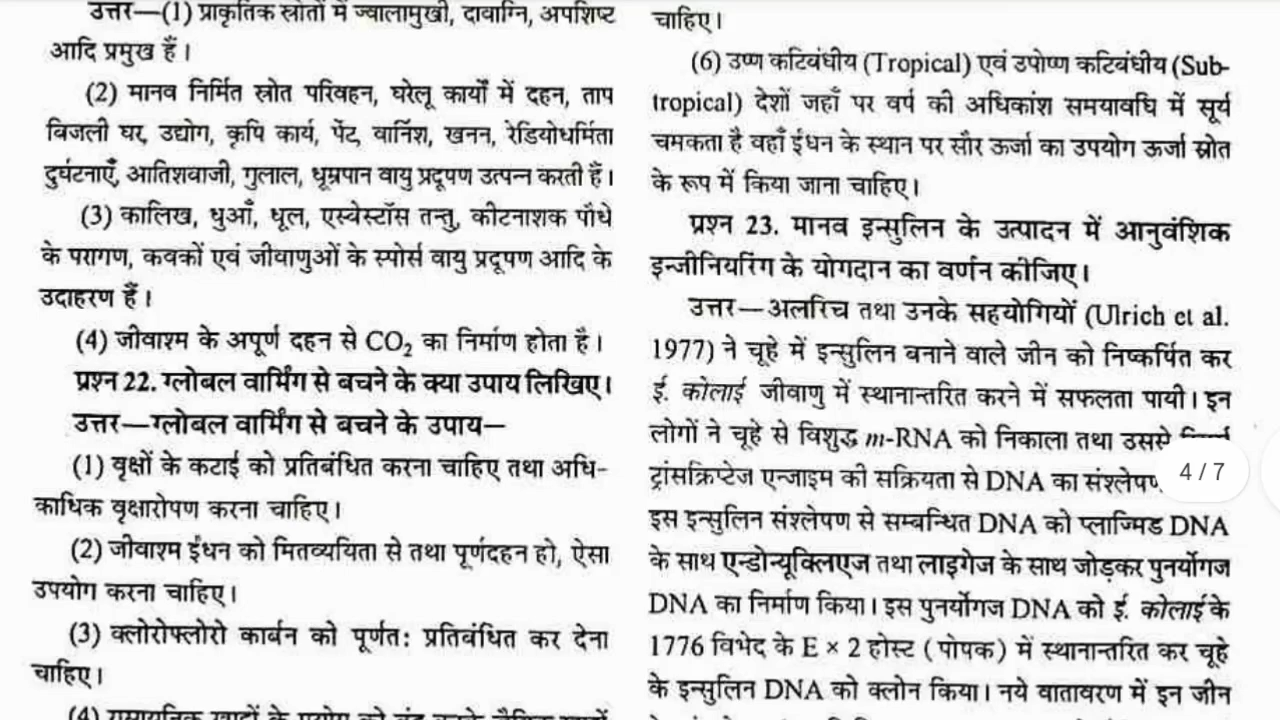 उत्तर—(1) प्राकृतिक स्रोतों में ज्वालामुखी, दावाग्नि, अपशिष्ट
आदि प्रमुख हैं।
(2) मानव निर्मित स्रोत परिवहन, घरेलू कार्यों में दहन, ताप
बिजली घर, उद्योग, कृषि कार्य, पेंट, वार्निश, खनन, रेडियोधर्मिता
दुर्घटनाएँ, आतिशवाजी, गुलाल, धूम्रपान वायु प्रदूषण उत्पन्न करती हैं।
(3) कालिख, धुआँ, धूल, एस्वेस्टॉस तन्तु, कीटनाशक पौधे
के परागण, कवकों एवं जीवाणुओं के स्पोर्स वायु प्रदूषण आदि के
उदाहरण हैं।
(4) जीवाश्म के अपूर्ण दहन से CO₂ का निर्माण होता है।
प्रश्न 22. ग्लोबल वार्मिंग से बचने के क्या उपाय लिखिए।
उत्तर—ग्लोबल वार्मिंग से बचने के उपाय—
(1) वृक्षों के कटाई को प्रतिबंधित करना चाहिए तथा अधि-
काधिक वृक्षारोपण करना चाहिए।
(2) जीवाश्म ईंधन को मितव्ययिता से तथा पूर्णदहन हो, ऐसा
उपयोग करना चाहिए।
(3) क्लोरोफ्लोरो कार्बन को पूर्णत: प्रतिबंधित कर देना
चाहिए।
(4) रासायनिक खादों के प्रयोग को बंद करके जैविक खादों
चाहिए।
(6) उष्ण कटिबंधीय (Tropical) एवं उपोष्ण कटिबंधीय (Sub-
tropical) देशों जहाँ पर वर्ष की अधिकांश समयावधि में सूर्य
चमकता है वहाँ ईंधन के स्थान पर सौर ऊर्जा का उपयोग ऊर्जा स्रोत
के रूप में किया जाना चाहिए।
प्रश्न 23. मानव इन्सुलिन के उत्पादन में आनुवंशिक
इन्जीनियरिंग के योगदान का वर्णन कीजिए।
उत्तर—अलरिच तथा उनके सहयोगियों (Ulrich et al.
1977) ने चूहे में इन्सुलिन बनाने वाले जीन को निष्कर्षित कर
ई. कोलाई जीवाणु में स्थानान्तरित करने में सफलता पायी। इन
लोगों ने चूहे से विशुद्ध m-RNA को निकाला तथा उससे
ट्रांसक्रिप्टेज एन्जाइम की सक्रियता से DNA का
4 / 7
इस इन्सुलिन संश्लेषण से सम्बन्धित DNA को प्लाज्मिड DNA
के साथ एन्डोन्यूक्लिएज तथा लाइगेज के साथ जोड़कर पुनर्योगज
DNA का निर्माण किया। इस पुनर्योगज DNA को ई. कोलाई के
1776 विभेद के E × 2 होस्ट (पोषक) में स्थानान्तरित कर चूहे
के इन्सुलिन DNA को क्लोन किया। नये वातावरण में इन जीन